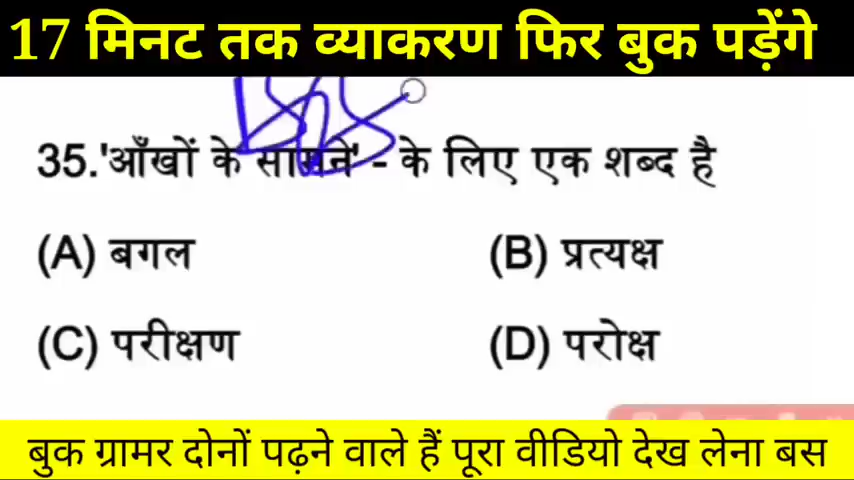 17 मिनट तक व्याकरण फिर बुक पड़ेंगे
35.'आँखों के सामने' - के लिए एक शब्द है
(A) बगल
(B) प्रत्यक्ष
(C) परीक्षण
(D) परोक्ष
बुक ग्रामर दोनों पढ़ने वाले हैं पूरा वीडियो देख लेना बस